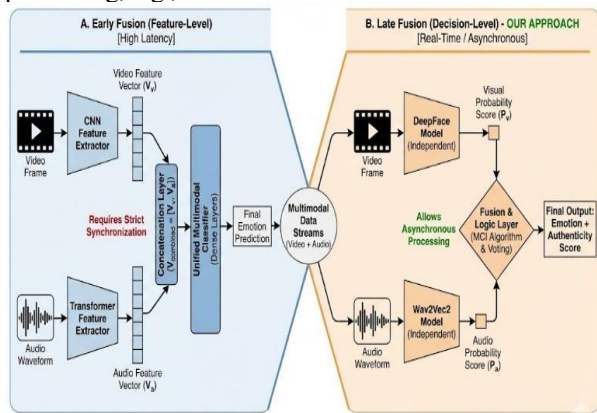 A. Early Fusion (Feature-Level)
[High Latency]
Video Feature
Vector (Vv)
CNN
Feature
Extractor
Video
Frame
Requires Strict
Synchronization
Concatenation Layer
Unified Multimodal
Classifier
(Dense Layers)
Final
Emotion
Prediction
Transformer
Feature
Extractor
Audio
Waveform
Audio Feature
Vector (Va)
Multimodal
Data
Streams
(Video + Audio)
B. Late Fusion (Decision-Level) - OUR APPROACH
[Real-Time / Asynchronous]
Visual
Probability
Score (Pv)
Video
Frame
DeepFace
Model
(Independent)
Allows
Asynchronous
Processing
Fusion &
Logic Layer
(MCI Algorithm
& Voting)
Final Output:
Emotion +
Authenticity
Score
Audio
Waveform
Wav2Vec2
Model
(Independent)
Audio
Probability
Score (Pa)